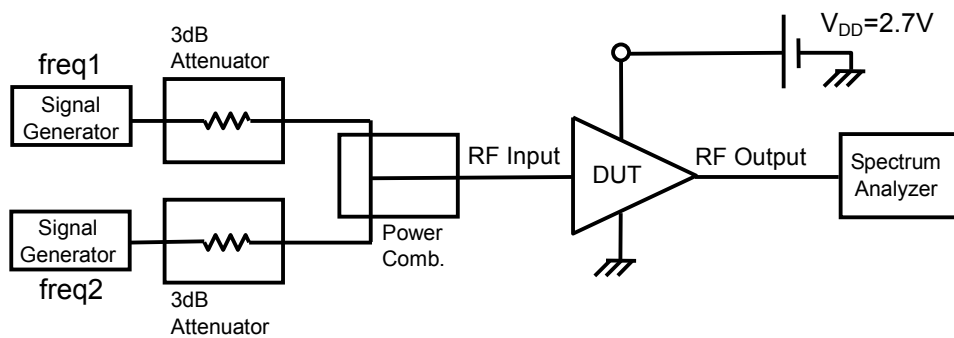 freq1
Signal
Generator
3dB
Attenuator
Signal
Generator
freq2
3dB
Attenuator
Power
Comb.
RF Input
DUT
RF Output
VDD=2.7V
Spectrum
Analyzer